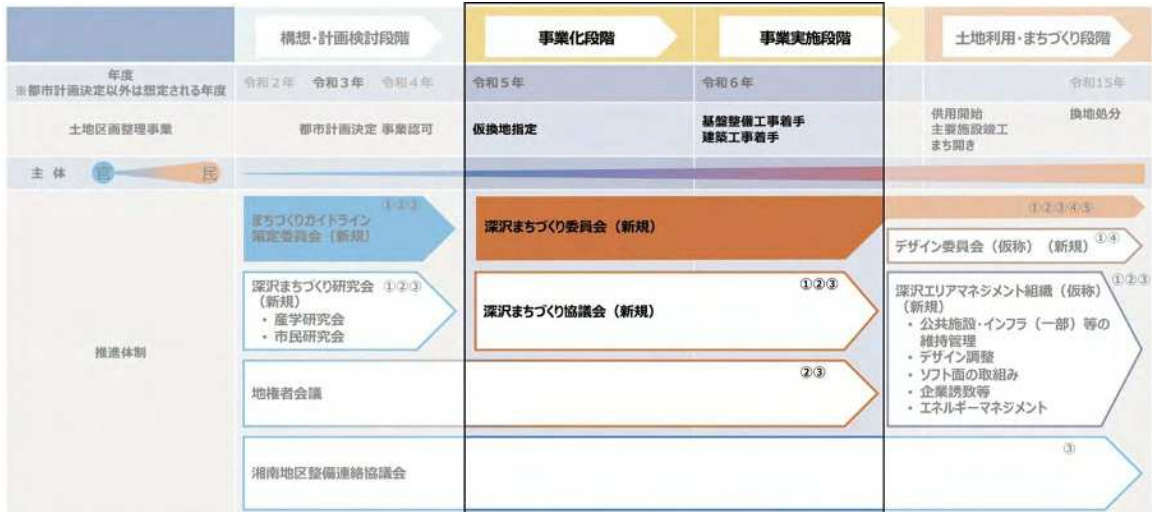 構想・計画検討段階
事業化段階
事業実施段階
土地利用・まちづくり段階
年度
※都市計画決定以外は想定される年度
令和2年
令和3年
令和4年
令和5年
令和6年
令和15年
土地区画整理事業
都市計画決定 事業認可
仮換地指定
基盤整備工事着手
建築工事着手
供用開始
主要施設竣工
まち開き
換地処分
主 体
官
民
推進体制
①②③
まちづくりガイドライン
策定委員会（新規）
深沢まちづくり委員会（新規）
①②③④⑤
デザイン委員会（仮称）（新規）①④
深沢まちづくり研究会 ①②③
（新規）
・ 産学研究会
・ 市民研究会
①②③
深沢まちづくり協議会（新規）
①②③
深沢エリアマネジメント組織（仮称）
（新規）
・ 公共施設・インフラ（一部）等の
維持管理
・ デザイン調整
・ ソフト面の取組み
・ 企業誘致等
・ エネルギーマネジメント
②③
地権者会議
③
湘南地区整備連絡協議会